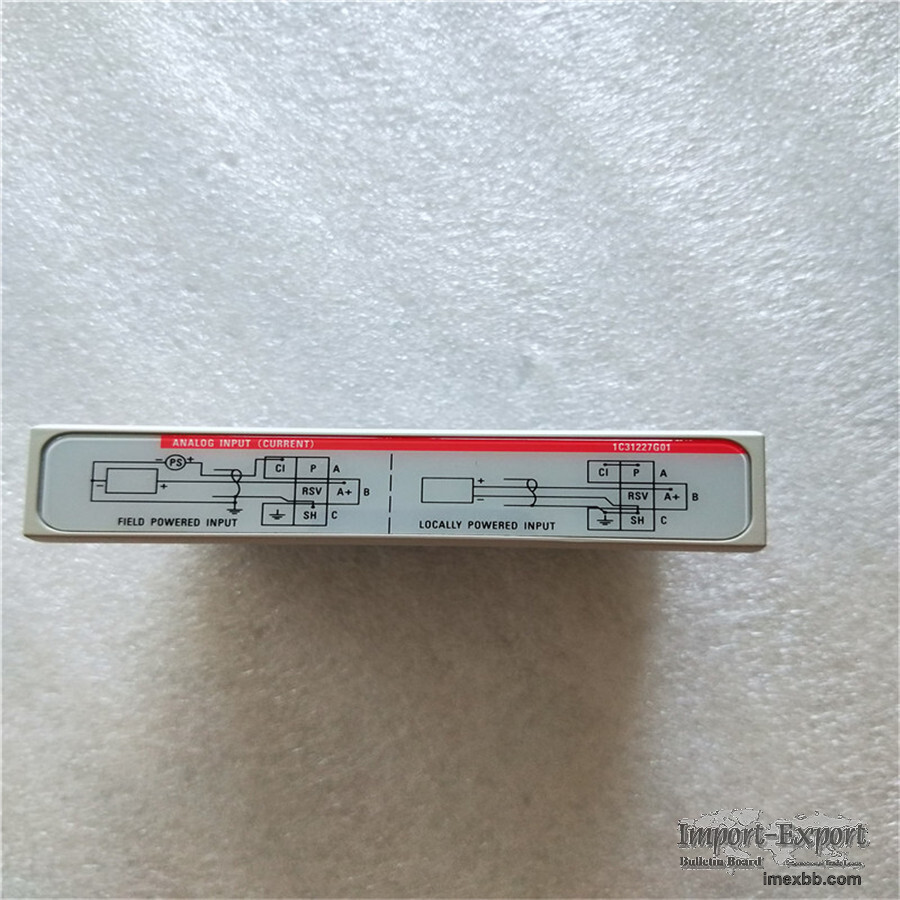 ANALOG INPUT (CURRENT)
1C31227G01
- PS +
CI P A
- +
RSV A+ B
SH C
FIELD POWERED INPUT
CI P A
+
-
RSV A+ B
SH C
LOCALLY POWERED INPUT
Import-Export
Bulletin Board
imexbb.com